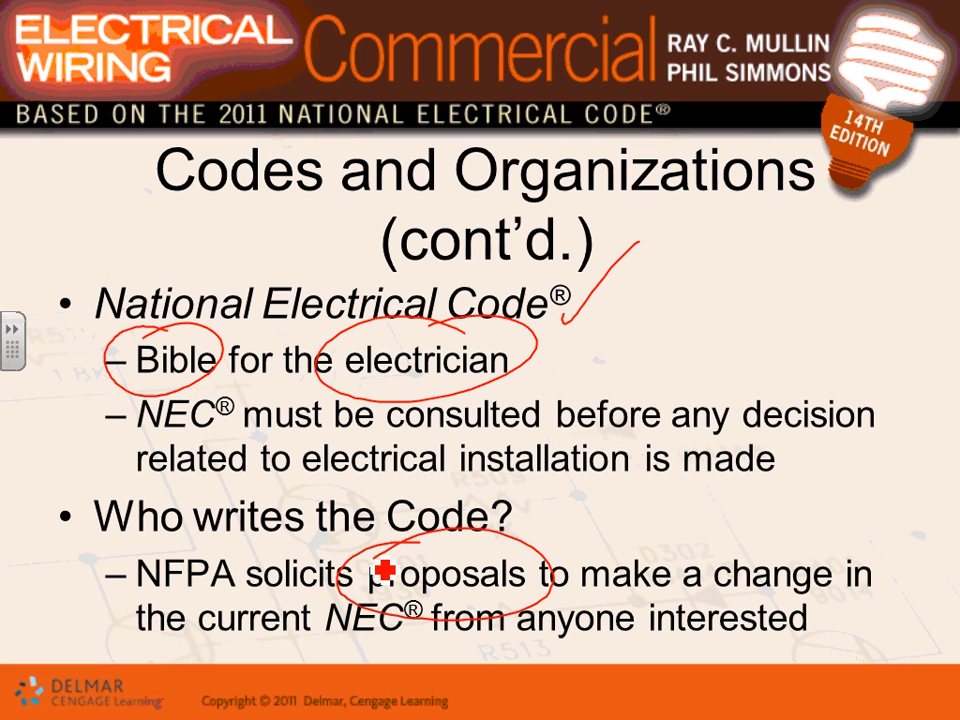 ELECTRICAL
WIRING
Commercial
RAY C. MULLIN
PHIL SIMMONS
BASED ON THE 2011 NATIONAL ELECTRICAL CODE®
14TH
EDITION
Codes and Organizations
(cont’d.)
• National Electrical Code®
– Bible for the electrician
– NEC® must be consulted before any decision
related to electrical installation is made
• Who writes the Code?
– NFPA solicits proposals to make a change in
the current NEC® from anyone interested
R503
D302
R513
DELMAR
CENGAGE Learning
Copyright © 2011 Delmar, Cengage Learning